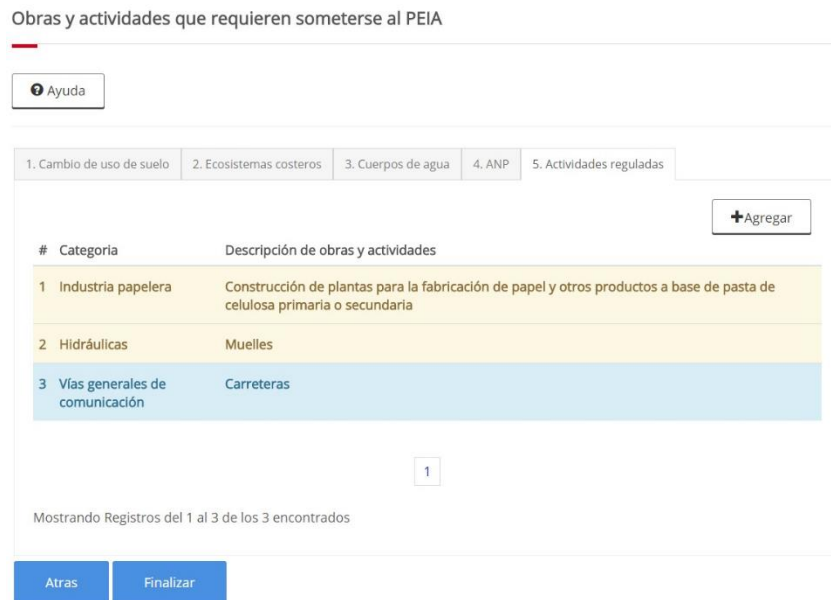 Obras y actividades que requieren someterse al PEIA
Ayuda
1. Cambio de uso de suelo 2. Ecosistemas costeros 3. Cuerpos de agua 4. ANP 5. Actividades reguladas
Agregar
# Categoria Descripción de obras y actividades
1 Industria papelera Construcción de plantas para la fabricación de papel y otros productos a base de pasta de
celulosa primaria o secundaria
2 Hidráulicas Muelles
3 Vías generales de Carreteras
comunicación
1
Mostrando Registros del 1 al 3 de los 3 encontrados
Atras Finalizar